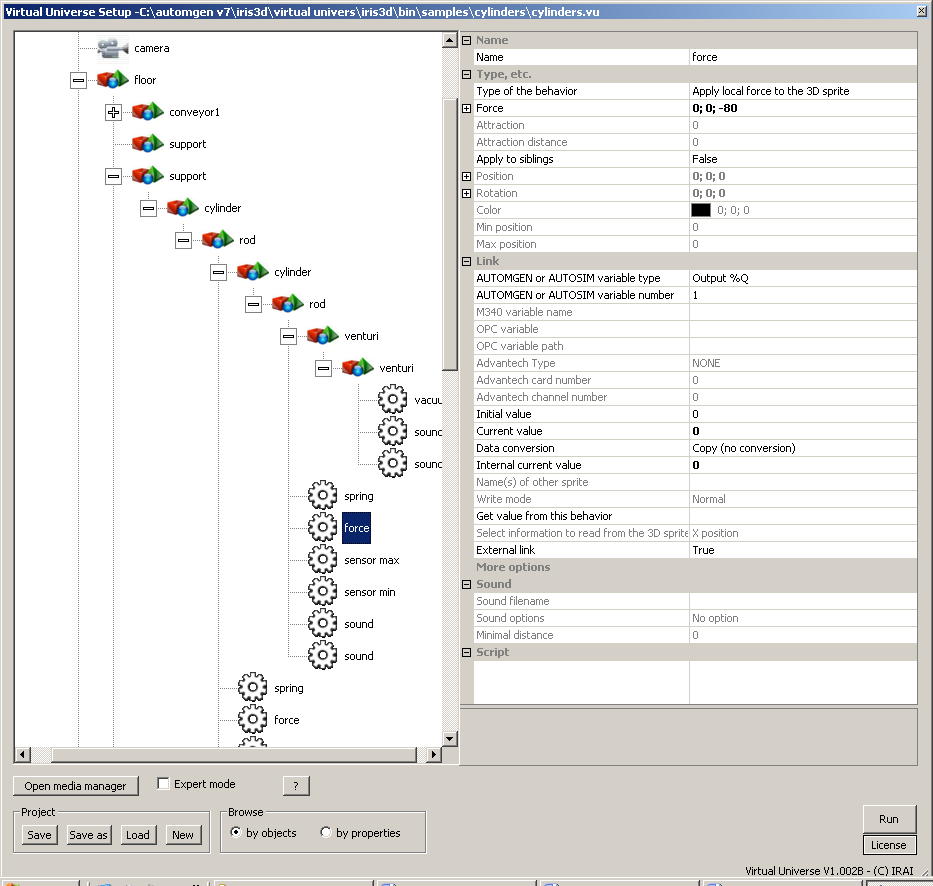 Virtual Universe Setup -C:\automgen v7\iris3d\virtual univers\iris3d\bin\samples\cylinders\cylinders.vu
camera
floor
conveyor1
support
support
cylinder
rod
cylinder
rod
venturi
venturi
vacuu
sound
sound
spring
force
sensor max
sensor min
sound
sound
spring
force
Name
Name force
Type, etc.
Type of the behavior Apply local force to the 3D sprite
Force 0; 0; -80
Attraction 0
Attraction distance 0
Apply to siblings False
Position 0; 0; 0
Rotation 0; 0; 0
Color 0; 0; 0
Min position 0
Max position 0
Link
AUTOMGEN or AUTOSIM variable type Output %Q
AUTOMGEN or AUTOSIM variable number 1
M340 variable name
OPC variable
OPC variable path
Advantech Type NONE
Advantech card number 0
Advantech channel number 0
Initial value 0
Current value 0
Data conversion Copy (no conversion)
Internal current value 0
Name(s) of other sprite
Write mode Normal
Get value from this behavior
Select information to read from the 3D sprite X position
External link True
More options
Sound
Sound filename
Sound options No option
Minimal distance 0
Script
Open media manager Expert mode ?
Project
Save Save as Load New
Browse
by objects by properties
Run
License
Virtual Universe V1.002B - (C) IRAI